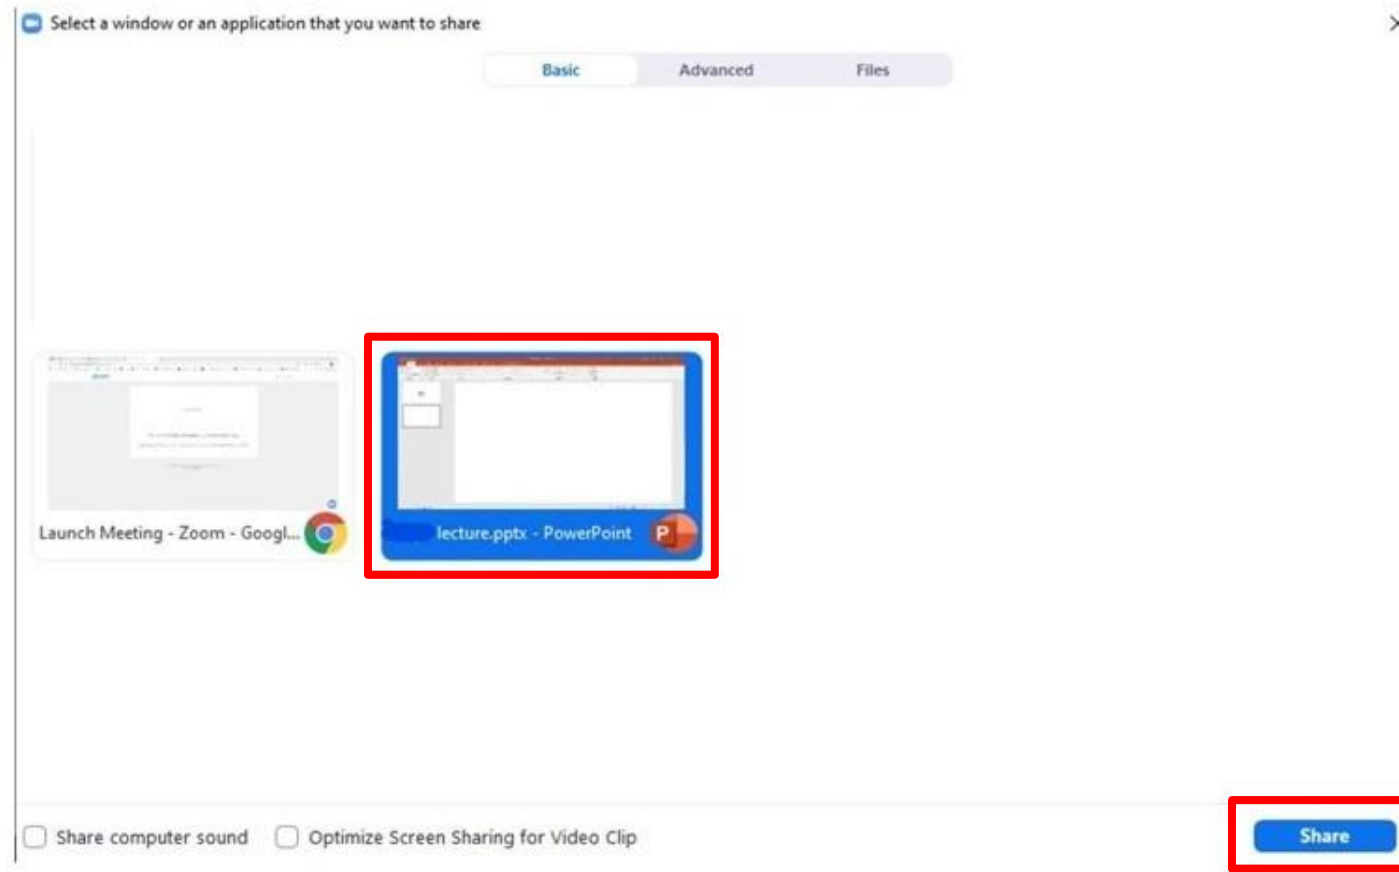 Select a window or an application that you want to share
Basic Advanced Files
Launch Meeting - Zoom - Googl... lecture.pptx - PowerPoint P
Share computer sound Optimize Screen Sharing for Video Clip Share